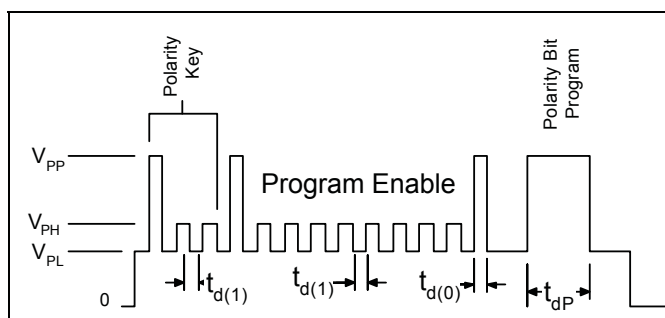 Polarity
Key
Polarity Bit
Program
V_PP
Program Enable
V_PH
V_PL
t_d(1)
t_d(1)
t_d(0)
t_dP
0